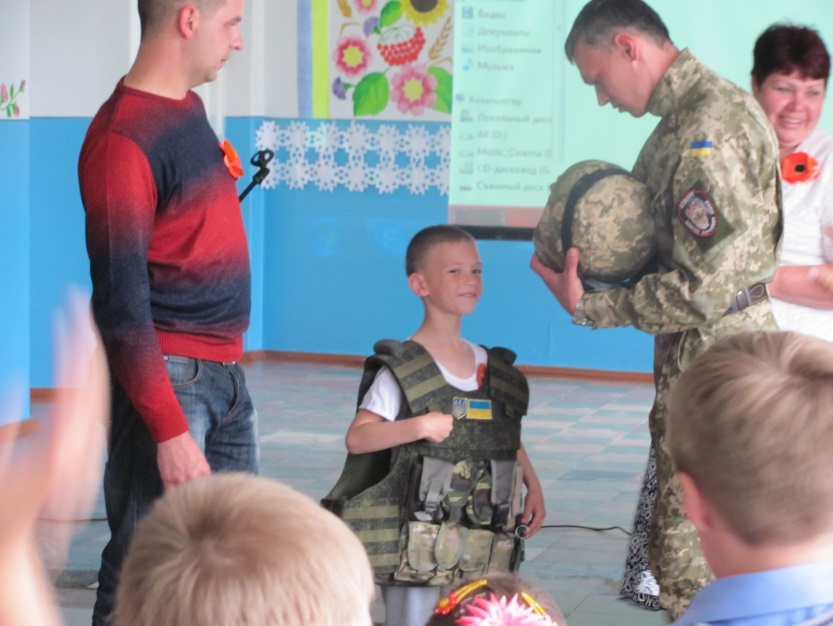 Видео
Документы
Изображения
Музыка
Компьютер
Локальный диск
Music_Cinema (E
CD-дисковод (G
Съемный диск